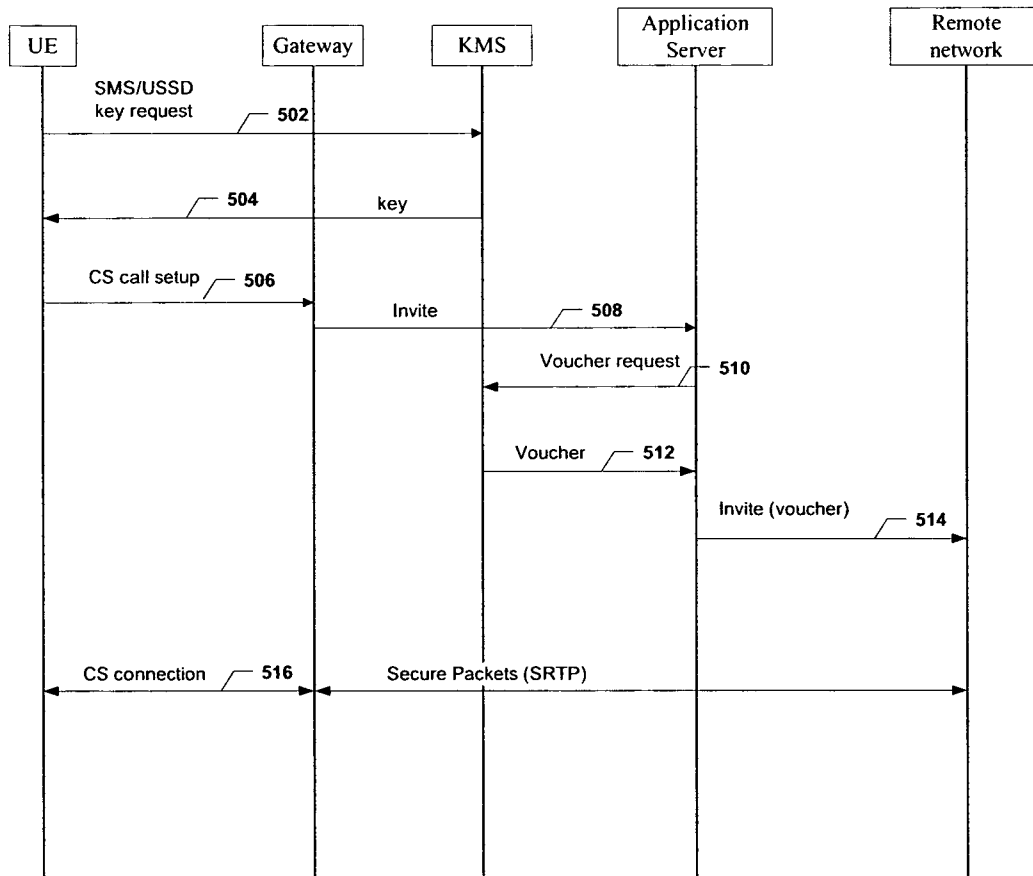 UE
Gateway
KMS
Application
Server
Remote
network
SMS/USSD
key request
502
504
key
CS call setup
506
Invite
508
Voucher request
510
Voucher
512
Invite (voucher)
514
CS connection
516
Secure Packets (SRTP)